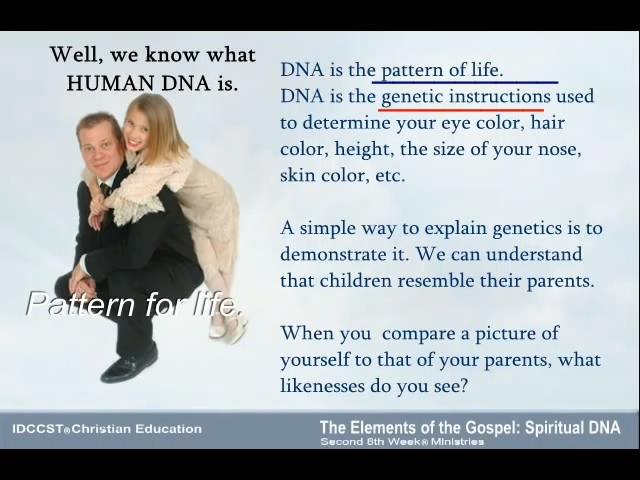 Well, we know what
HUMAN DNA is.
DNA is the pattern of life.
DNA is the genetic instructions used
to determine your eye color, hair
color, height, the size of your nose,
skin color, etc.
A simple way to explain genetics is to
demonstrate it. We can understand
that children resemble their parents.
Pattern for life.
When you compare a picture of
yourself to that of your parents, what
likenesses do you see?
IDCCST®Christian Education
The Elements of the Gospel: Spiritual DNA
Second 8th Week® Ministries